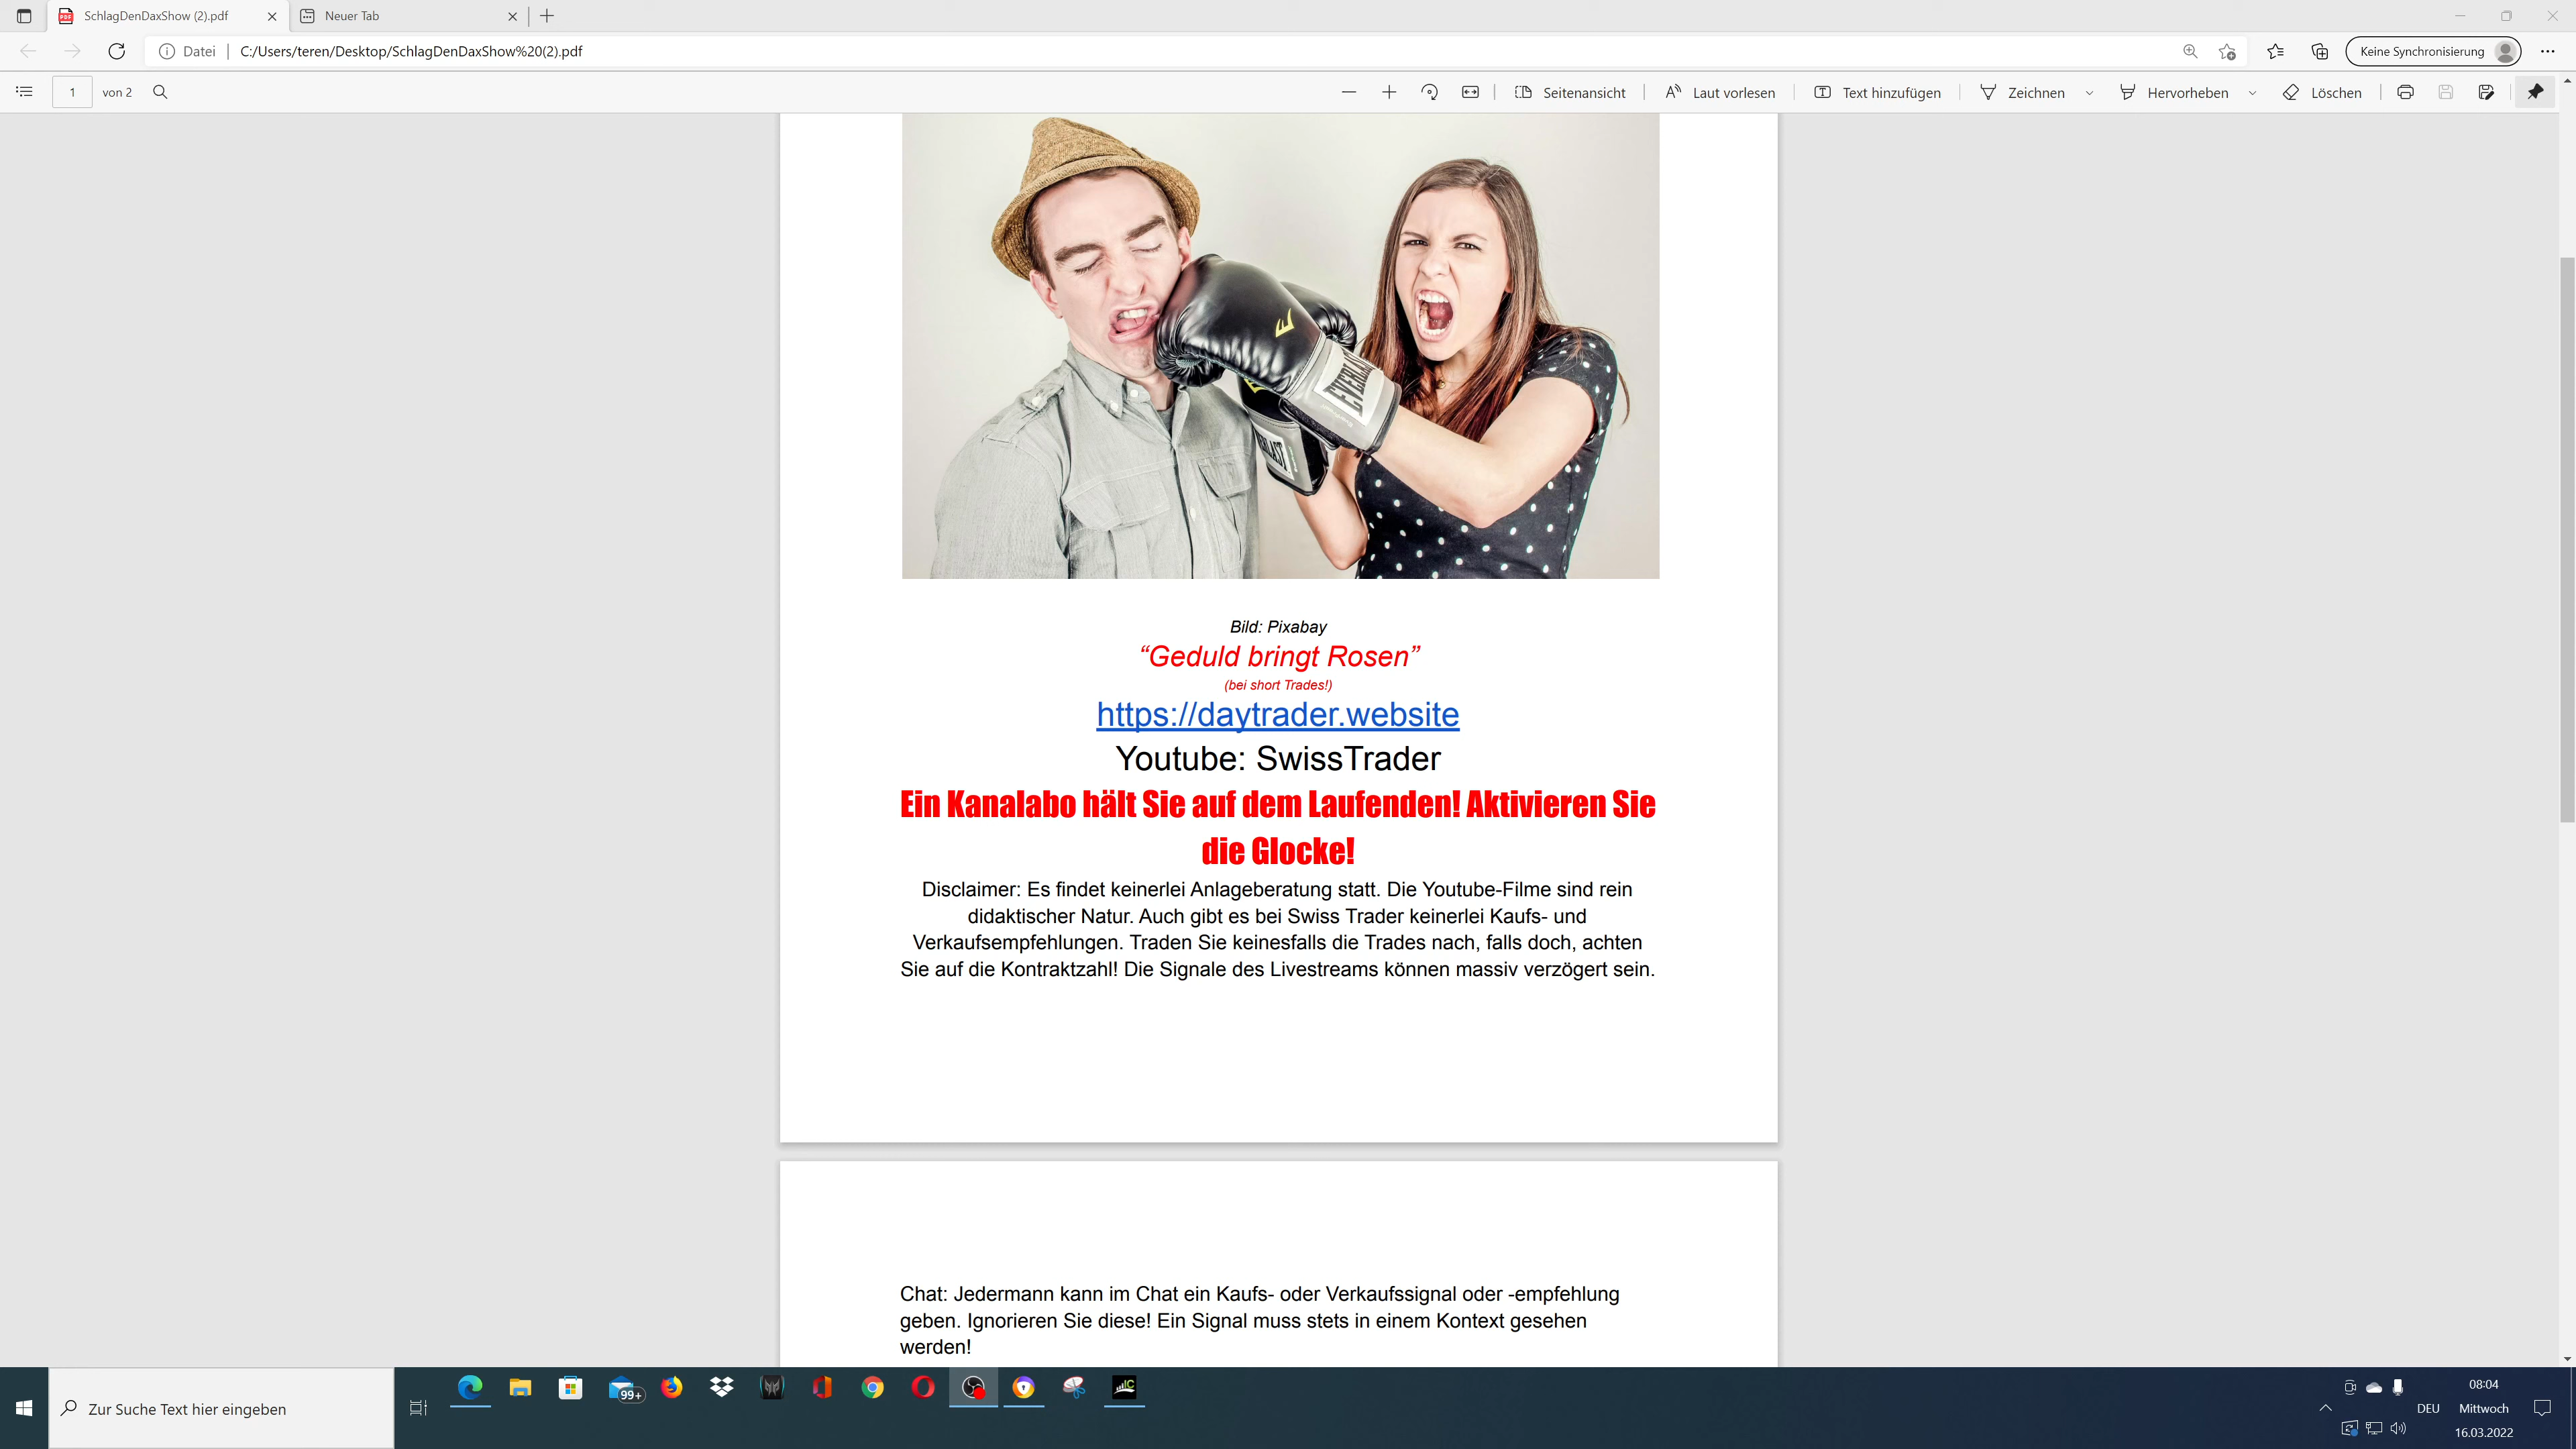 SchlagDenDaxShow (2).pdf
Neuer Tab
Datei
C:/Users/teren/Desktop/SchlagDenDaxShow%20(2).pdf
Keine Synchronisierung
1
von 2
Seitenansicht
Laut vorlesen
Text hinzufügen
Zeichnen
Hervorheben
Löschen
EVERLAST
Bild: Pixabay
“Geduld bringt Rosen”
(bei short Trades!)
https://daytrader.website
Youtube: SwissTrader
Ein Kanalabo hält Sie auf dem Laufenden! Aktivieren Sie
die Glocke!
Disclaimer: Es findet keinerlei Anlageberatung statt. Die Youtube-Filme sind rein
didaktischer Natur. Auch gibt es bei Swiss Trader keinerlei Kaufs- und
Verkaufsempfehlungen. Traden Sie keinesfalls die Trades nach, falls doch, achten
Sie auf die Kontraktzahl! Die Signale des Livestreams können massiv verzögert sein.
Chat: Jedermann kann im Chat ein Kaufs- oder Verkaufssignal oder -empfehlung
geben. Ignorieren Sie diese! Ein Signal muss stets in einem Kontext gesehen
werden!
Zur Suche Text hier eingeben
99+
IC
DEU
08:04
Mittwoch
16.03.2022